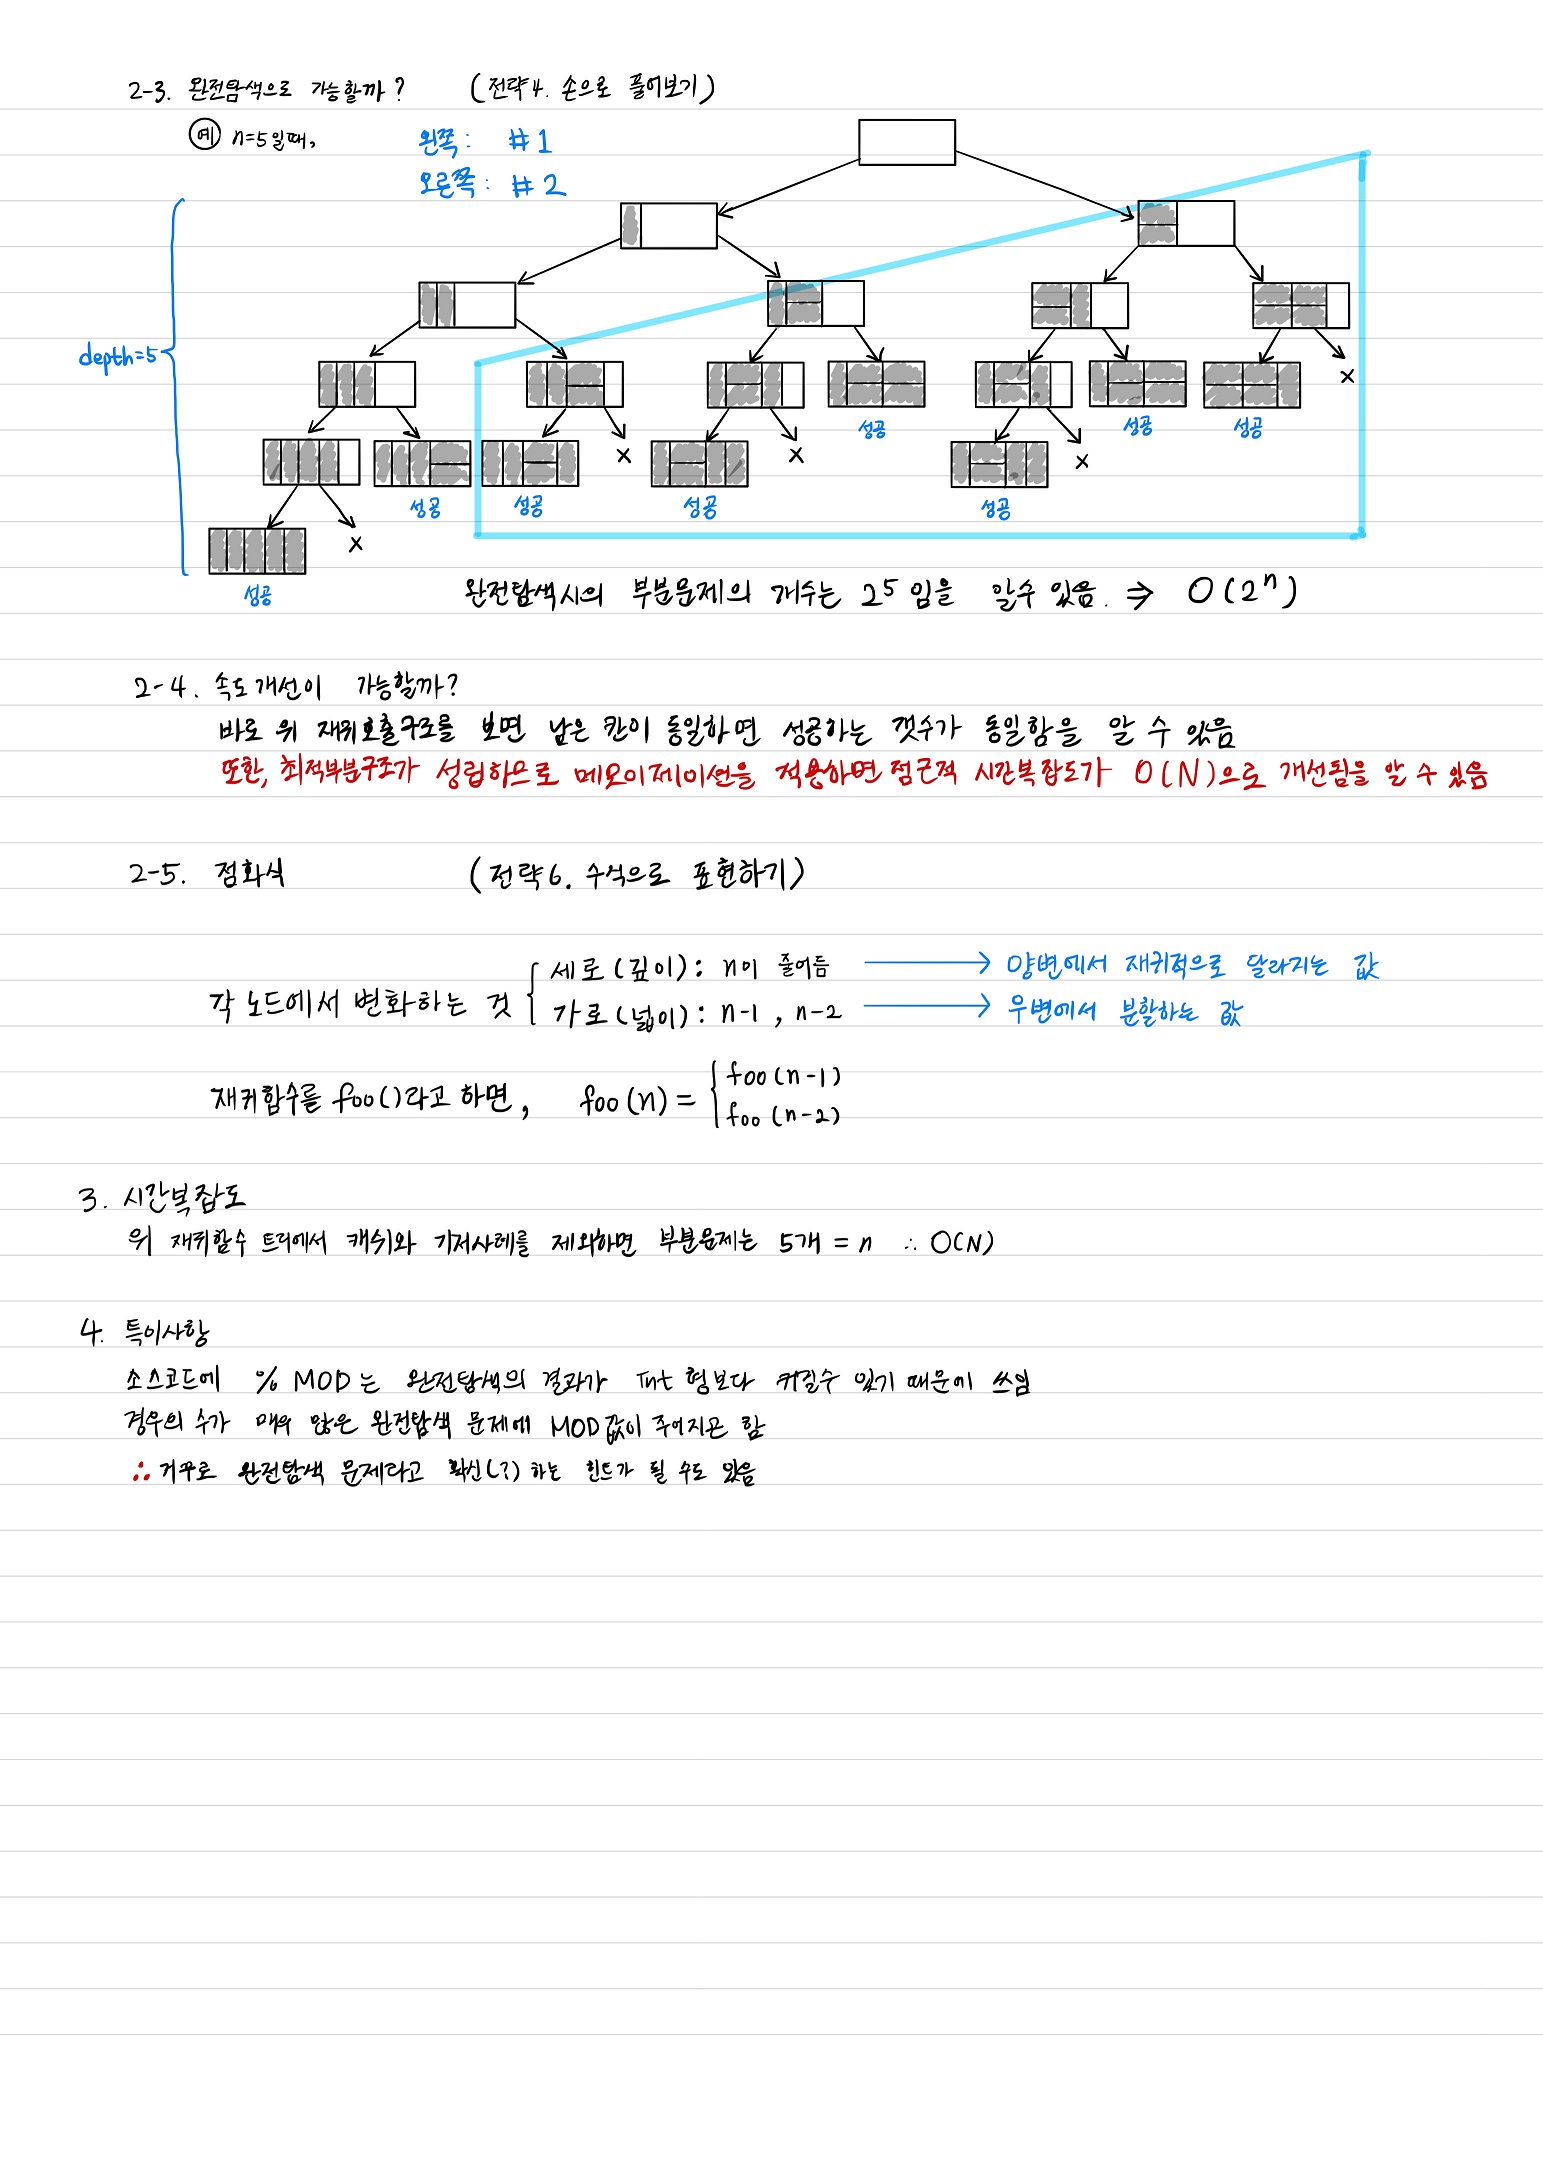 2-3. 완전탐색으로 가능할까? (전략4. 손으로 풀어보기)
예 n=5일때,
왼쪽: #1
오른쪽: #2
depth=5
x
성공 성공 성공
x x x
성공 성공 성공 성공
x
성공
완전탐색시의 부분문제의 개수는 2⁵임을 알수 있음. ⇒ O(2ⁿ)
2-4. 속도개선이 가능할까?
바로 위 재귀호출구조를 보면 남은 칸이 동일하면 성공하는 갯수가 동일함을 알 수 있음
또한, 최적부분구조가 성립하므로 메모이제이션을 적용하면 점근적 시간복잡도가 O(N)으로 개선됨을 알 수 있음
2-5. 점화식 (전략6. 수식으로 표현하기)
각 노드에서 변화하는 것
세로(깊이): n이 줄어듬 → 양변에서 재귀적으로 달라지는 값
가로(넓이): n-1, n-2 → 우변에서 분할하는 값
재귀함수를 foo()라고 하면, foo(n) =
foo(n-1)
foo(n-2)
3. 시간복잡도
위 재귀함수 트리에서 캐쉬와 기저사례를 제외하면 부분문제는 5개 = n ∴ O(N)
4. 특이사항
소스코드에 % MOD는 완전탐색의 결과가 Int 형보다 커질수 있기 때문에 쓰임
경우의 수가 매우 많은 완전탐색 문제에 MOD값이 주어지곤 함
∴ 거꾸로 완전탐색 문제라고 확신(?) 하는 힌트가 될 수도 있음